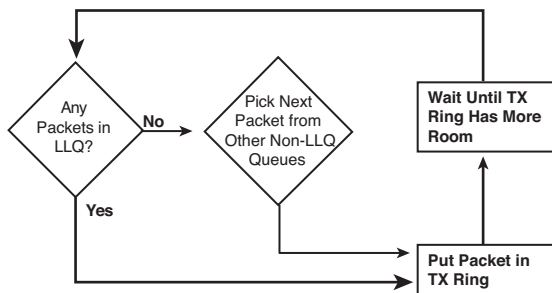 Any
Packets in
LLQ?
No
Pick Next
Packet from
Other Non-LLQ
Queues
Wait Until TX
Ring Has More
Room
Yes
Put Packet in
TX Ring